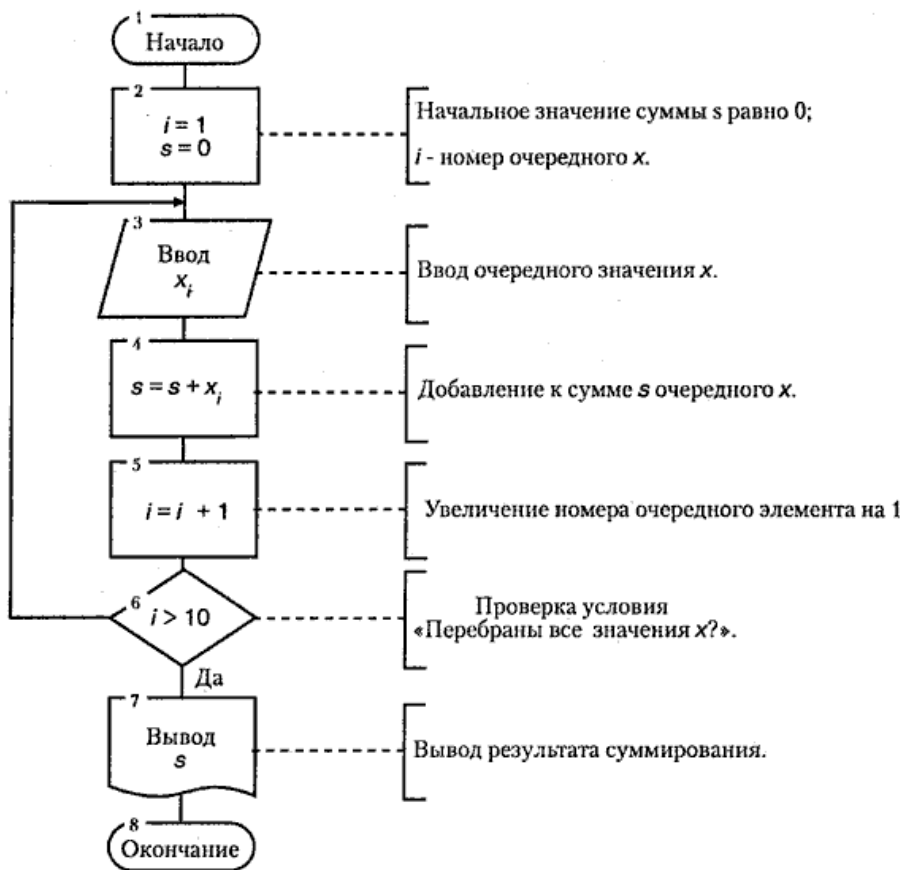 1
Начало
2
i = 1
s = 0
Начальное значение суммы s равно 0;
i - номер очередного x.
3
Ввод
xᵢ
Ввод очередного значения x.
4
s = s + xᵢ
Добавление к сумме s очередного x.
5
i = i + 1
Увеличение номера очередного элемента на 1
6
i > 10
Проверка условия
«Перебраны все значения x?».
Да
7
Вывод
s
Вывод результата суммирования.
8
Окончание